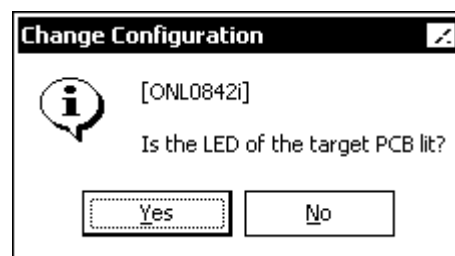 Change Configuration
[ONL0842i]
Is the LED of the target PCB lit?
Yes
No